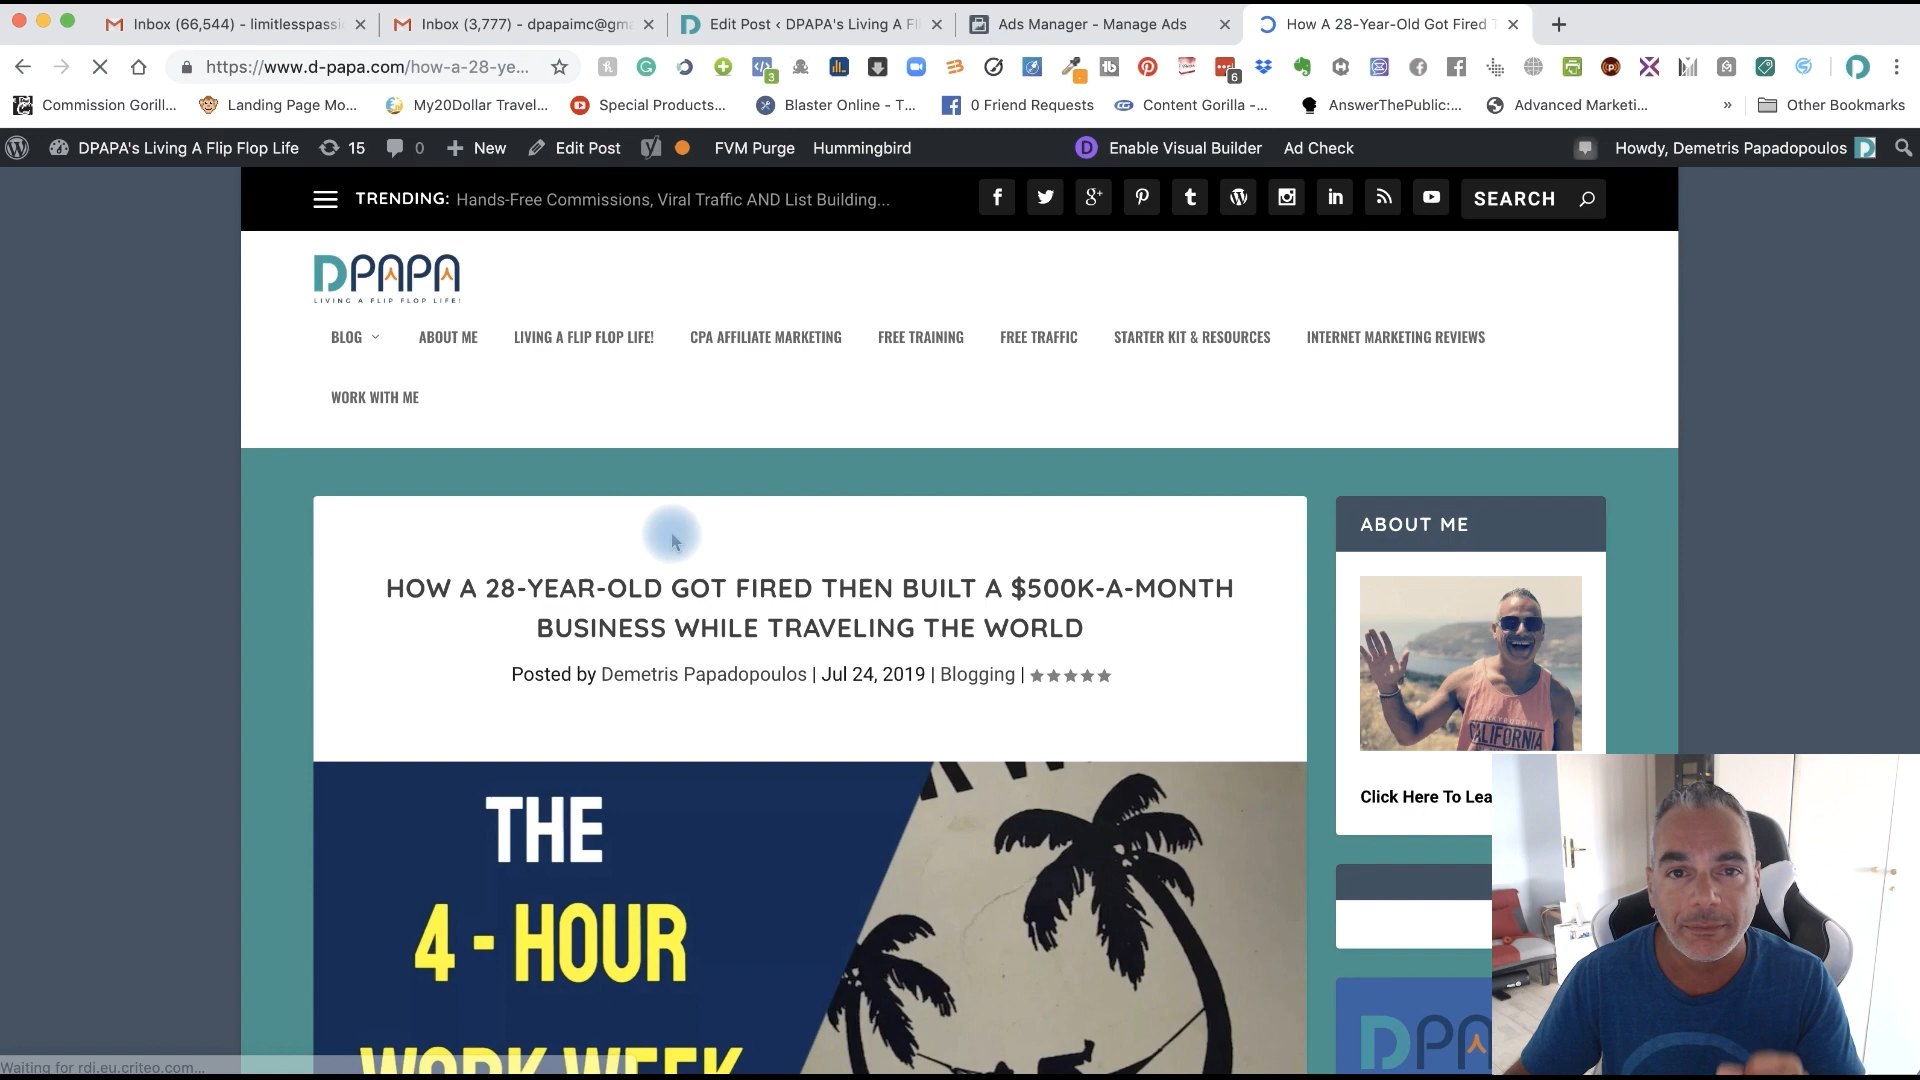 Inbox (66,544) - limitlesspassi
Inbox (3,777) - dpapaimc@gma
Edit Post ‹ DPAPA's Living A Fl
Ads Manager - Manage Ads
How A 28-Year-Old Got Fired T
https://www.d-papa.com/how-a-28-ye...
3
6
Commission Gorill...
Landing Page Mo...
My20Dollar Travel...
Special Products...
Blaster Online - T...
0 Friend Requests
Content Gorilla -...
AnswerThePublic:...
Advanced Marketi...
»
Other Bookmarks
DPAPA's Living A Flip Flop Life
15
0
New
Edit Post
FVM Purge
Hummingbird
Enable Visual Builder
Ad Check
Howdy, Demetris Papadopoulos
TRENDING: Hands-Free Commissions, Viral Traffic AND List Building...
SEARCH
DPAPA
LIVING A FLIP FLOP LIFE!
BLOG
ABOUT ME
LIVING A FLIP FLOP LIFE!
CPA AFFILIATE MARKETING
FREE TRAINING
FREE TRAFFIC
STARTER KIT & RESOURCES
INTERNET MARKETING REVIEWS
WORK WITH ME
HOW A 28-YEAR-OLD GOT FIRED THEN BUILT A $500K-A-MONTH
BUSINESS WHILE TRAVELING THE WORLD
Posted by Demetris Papadopoulos | Jul 24, 2019 | Blogging |
THE
4 - HOUR
WORK WEEK
ABOUT ME
CALIFORNIA
Click Here To Lea
DPA
Waiting for rdi.eu.criteo.com...